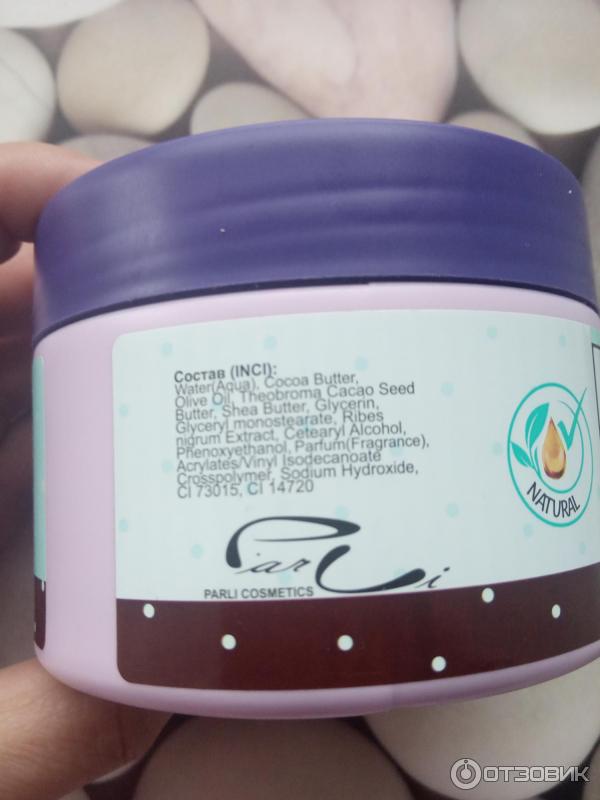 Состав (INCI):
Water(Aqua), Cocoa Butter,
Olive Oil, Theobroma Cacao Seed
Butter, Shea Butter, Glycerin,
Glyceryl monostearate, Ribes
nigrum Extract, Cetearyl Alcohol,
Phenoxyethanol, Parfum(Fragrance),
Acrylates/Vinyl Isodecanoate
Crosspolymer, Sodium Hydroxide,
CI 73015, CI 14720
NATURAL
ParLi
PARLI COSMETICS
ОТЗОВИК